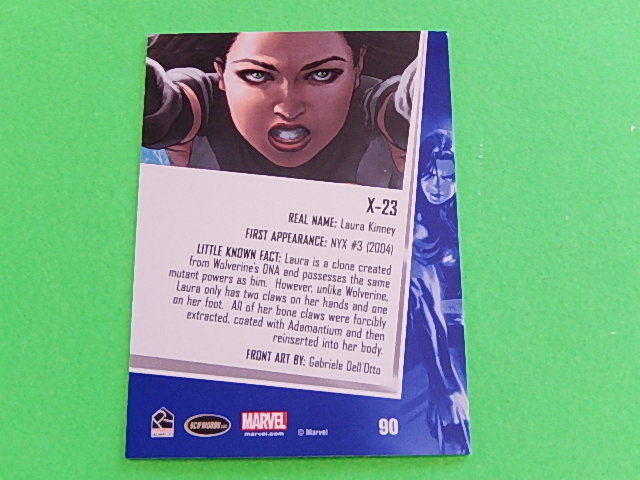 X-23
REAL NAME: Laura Kinney
FIRST APPEARANCE: NYX #3 (2004)
LITTLE KNOWN FACT: Laura is a clone created
from Wolverine's DNA and possesses the same
mutant powers as him. However, unlike Wolverine,
Laura only has two claws on her hands and one
on her foot. All of her bone claws were forcibly
extracted, coated with Adamantium and then
reinserted into her body.
FRONT ART BY: Gabriele Dell'Otto
SCIFIHOBBY.com
MARVEL
marvel.com
© Marvel
90